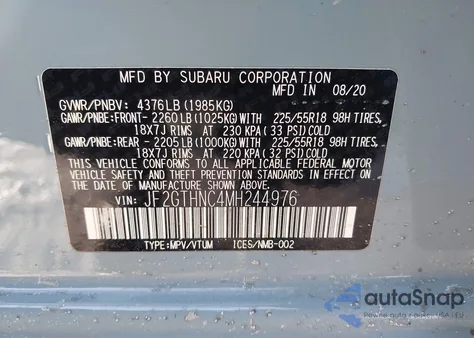 MFD. BY SUBARU CORPORATION
MADE IN JAPAN 08/20
GVWR/PNBV: 4376LB (1985KG)
GAWR/PNBE:FRONT- 2260LB(1025KG)WITH 225/55R18 98H TIRES,
18X7J RIMS AT 230 KPA (33 PSI)COLD
GAWR/PNBE:REAR - 2205LB(1000KG)WITH 225/55R18 98H TIRES,
18X7J RIMS AT 220 KPA (32 PSI)COLD
THIS VEHICLE CONFORMS TO ALL APPLICABLE FEDERAL MOTOR VEHICLE
SAFETY AND THEFT PREVENTION STANDARDS IN EFFECT ON THE DATE OF
MANUFACTURE SHOWN ABOVE.
VIN: JF2GTHNC4MH244976
TYPE:MPV/VTUM ICES/NMB-002
autoSnap